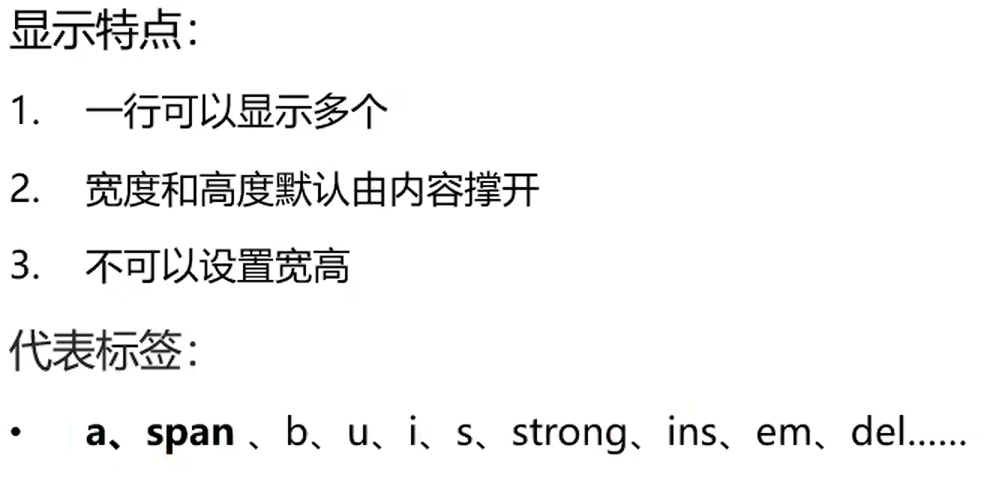 显示特点：
1. 一行可以显示多个
2. 宽度和高度默认由内容撑开
3. 不可以设置宽高
代表标签：
• a、span 、b、u、i、s、strong、ins、em、del......